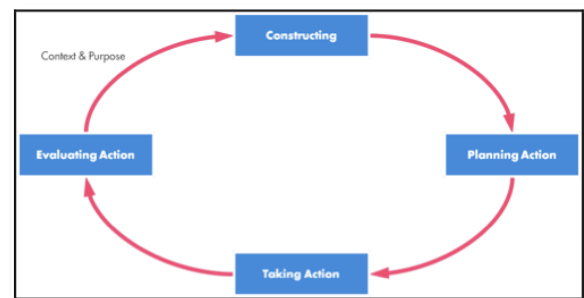 Constructing
Context & Purpose
Evaluating Action
Planning Action
Taking Action